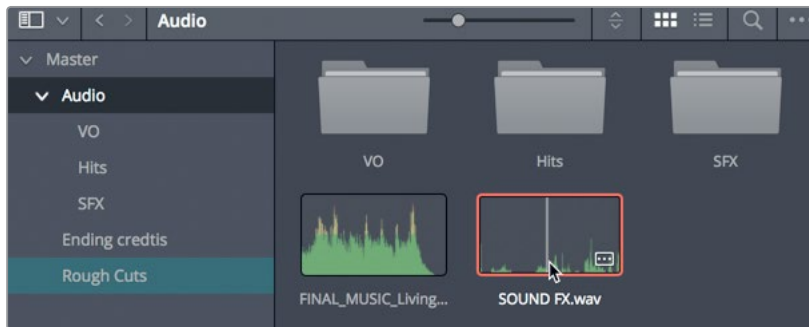 Audio
Master
Audio
VO
Hits
SFX
Ending credtis
Rough Cuts
VO
Hits
SFX
FINAL_MUSIC_Living...
SOUND FX.wav